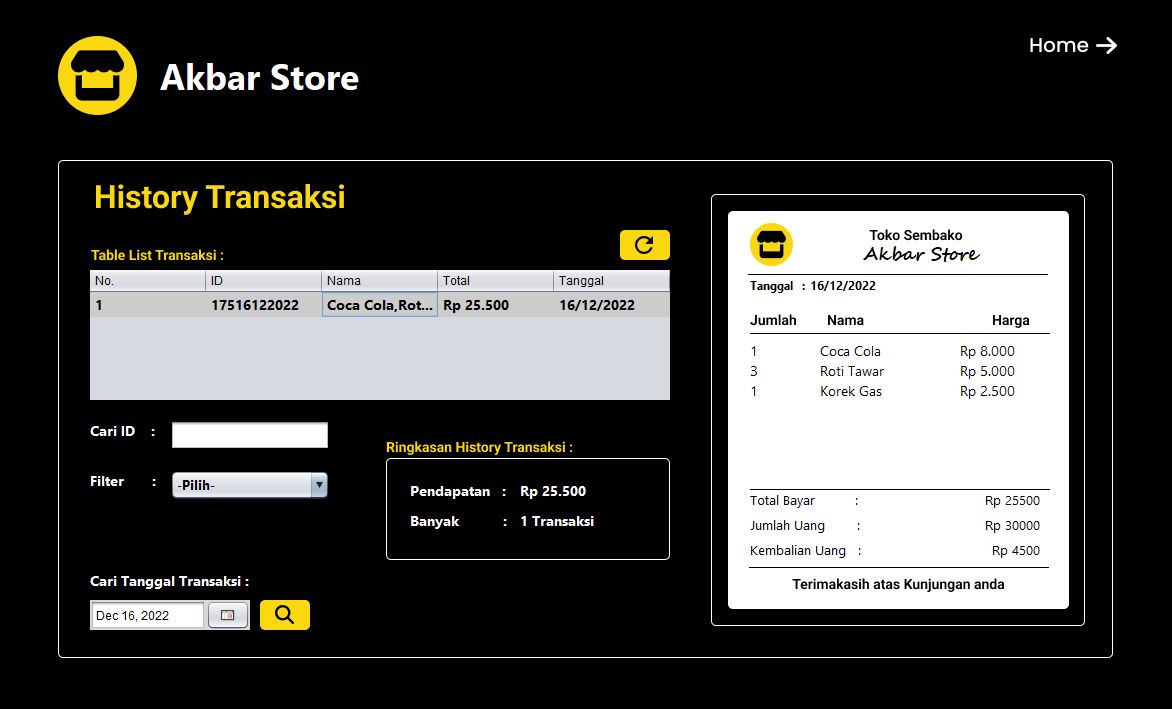 Home
Akbar Store
History Transaksi
Table List Transaksi :
No. ID Nama Total Tanggal
1 17516122022 Coca Cola,Rot... Rp 25.500 16/12/2022
Cari ID :
Filter : -Pilih-
Ringkasan History Transaksi :
Pendapatan : Rp 25.500
Banyak : 1 Transaksi
Cari Tanggal Transaksi :
Dec 16, 2022
Toko Sembako
Akbar Store
Tanggal : 16/12/2022
Jumlah Nama Harga
1 Coca Cola Rp 8.000
3 Roti Tawar Rp 5.000
1 Korek Gas Rp 2.500
Total Bayar : Rp 25500
Jumlah Uang : Rp 30000
Kembalian Uang : Rp 4500
Terimakasih atas Kunjungan anda